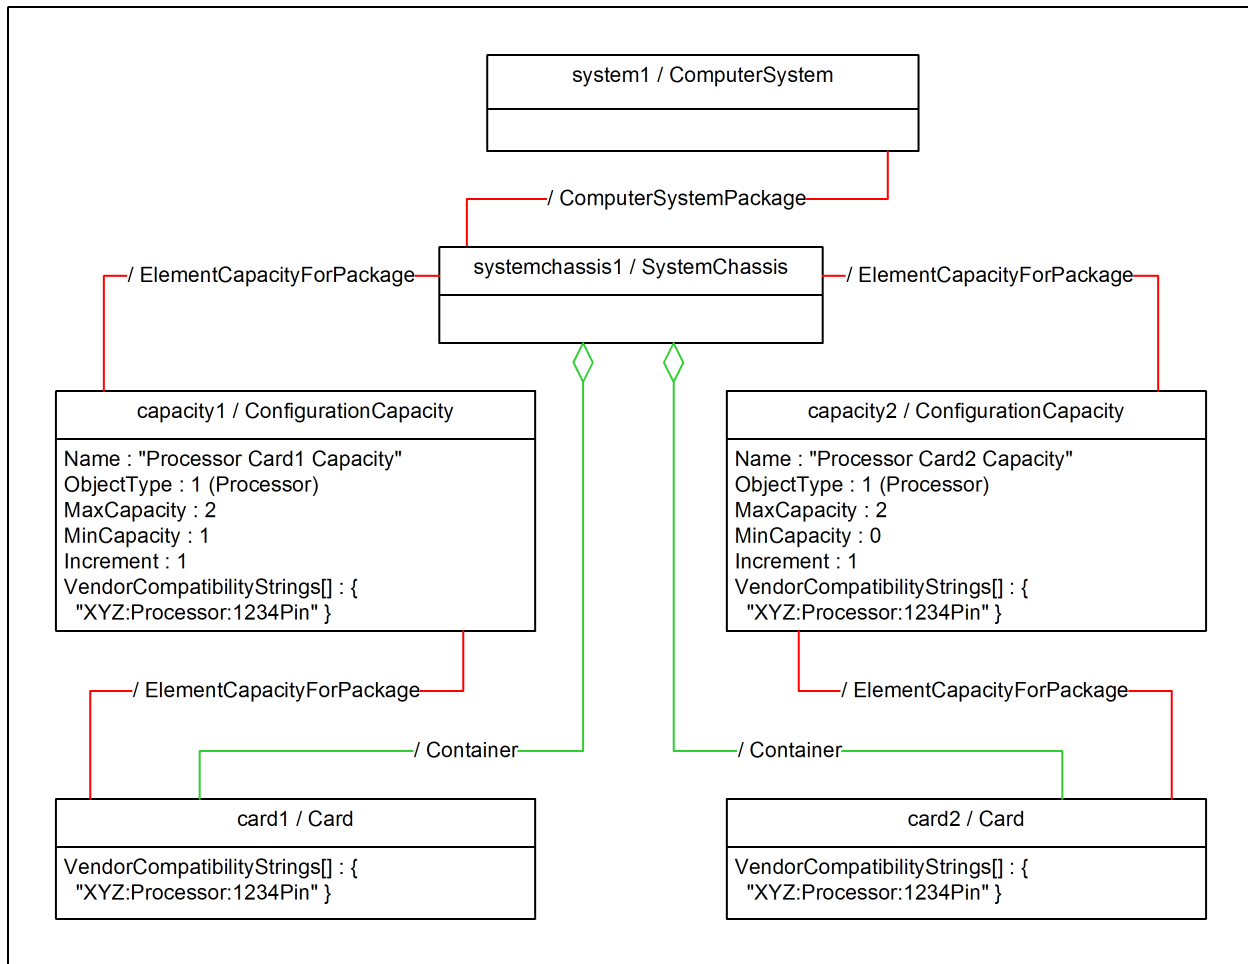 system1 / ComputerSystem
/ ComputerSystemPackage
systemchassis1 / SystemChassis
/ ElementCapacityForPackage
/ ElementCapacityForPackage
capacity1 / ConfigurationCapacity
Name : "Processor Card1 Capacity"
ObjectType : 1 (Processor)
MaxCapacity : 2
MinCapacity : 1
Increment : 1
VendorCompatibilityStrings[] : {
"XYZ:Processor:1234Pin" }
capacity2 / ConfigurationCapacity
Name : "Processor Card2 Capacity"
ObjectType : 1 (Processor)
MaxCapacity : 2
MinCapacity : 0
Increment : 1
VendorCompatibilityStrings[] : {
"XYZ:Processor:1234Pin" }
/ ElementCapacityForPackage
/ ElementCapacityForPackage
/ Container
/ Container
card1 / Card
VendorCompatibilityStrings[] : {
"XYZ:Processor:1234Pin" }
card2 / Card
VendorCompatibilityStrings[] : {
"XYZ:Processor:1234Pin" }